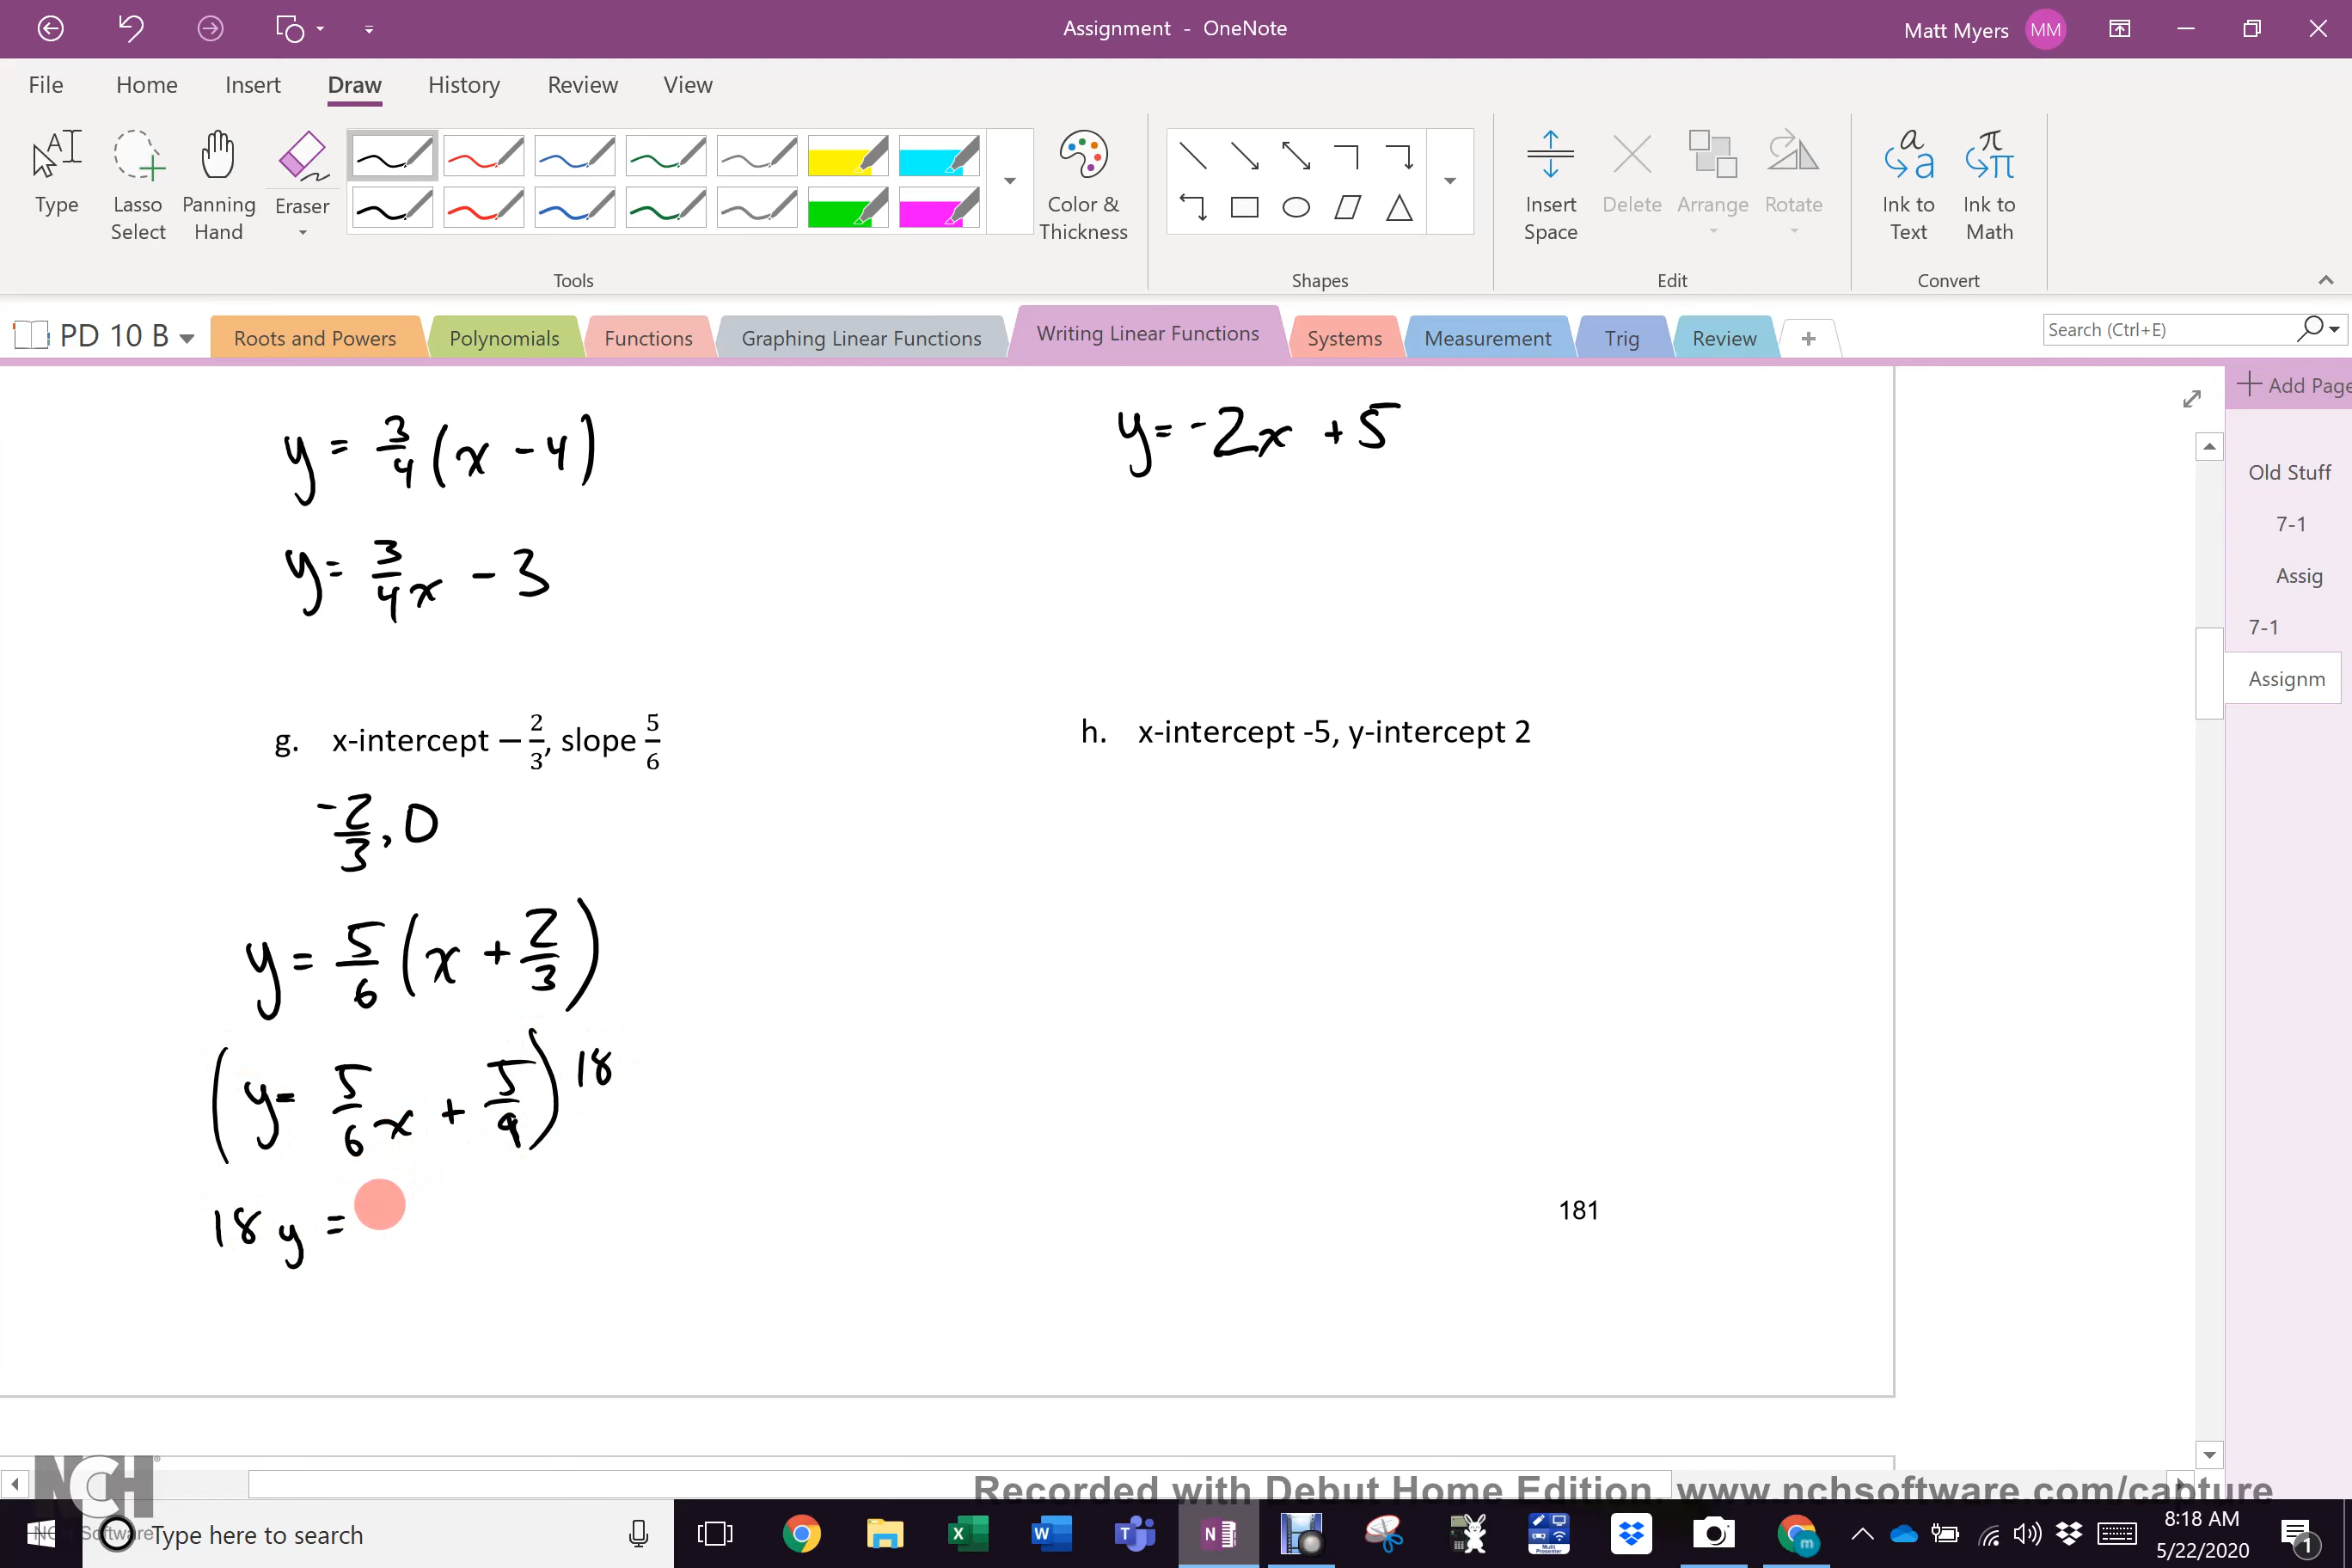 Assignment - OneNote
Matt Myers MM
File Home Insert Draw History Review View
Type
Lasso Select
Panning Hand
Eraser
Color & Thickness
Insert Space
Delete
Arrange
Rotate
Ink to Text
Ink to Math
Tools
Shapes
Edit
Convert
PD 10 B
Roots and Powers
Polynomials
Functions
Graphing Linear Functions
Writing Linear Functions
Systems
Measurement
Trig
Review
+
Search (Ctrl+E)
Add Page
Old Stuff
7-1
Assig
7-1
Assignm
y = 3/4 (x - 4)
y = 3/4 x - 3
y = -2x + 5
g. x-intercept − 2/3, slope 5/6
-2/3, 0
y = 5/6 (x + 2/3)
(y = 5/6 x + 5/9) 18
18 y =
h. x-intercept -5, y-intercept 2
181
NCH
NCH Software
Recorded with Debut Home Edition. www.nchsoftware.com/capture
Type here to search
8:18 AM
5/22/2020
1